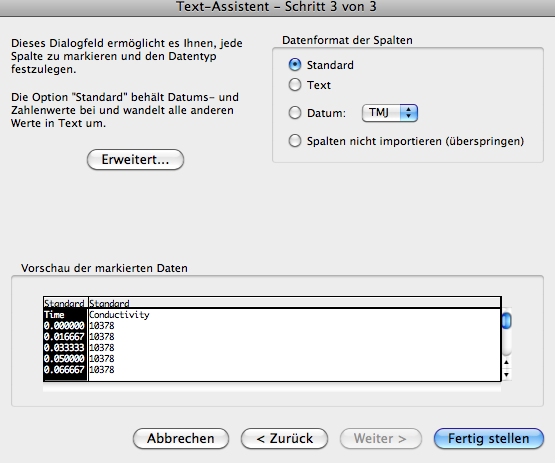 Text-Assistent - Schritt 3 von 3
Dieses Dialogfeld ermöglicht es Ihnen, jede
Spalte zu markieren und den Datentyp
festzulegen.
Die Option "Standard" behält Datums- und
Zahlenwerte bei und wandelt alle anderen
Werte in Text um.
Erweitert...
Datenformat der Spalten
Standard
Text
Datum: TMJ
Spalten nicht importieren (überspringen)
Vorschau der markierten Daten
Standard Standard
Time Conductivity
0.000000 10378
0.016667 10378
0.033333 10378
0.050000 10378
0.066667 10378
Abbrechen < Zurück Weiter > Fertig stellen